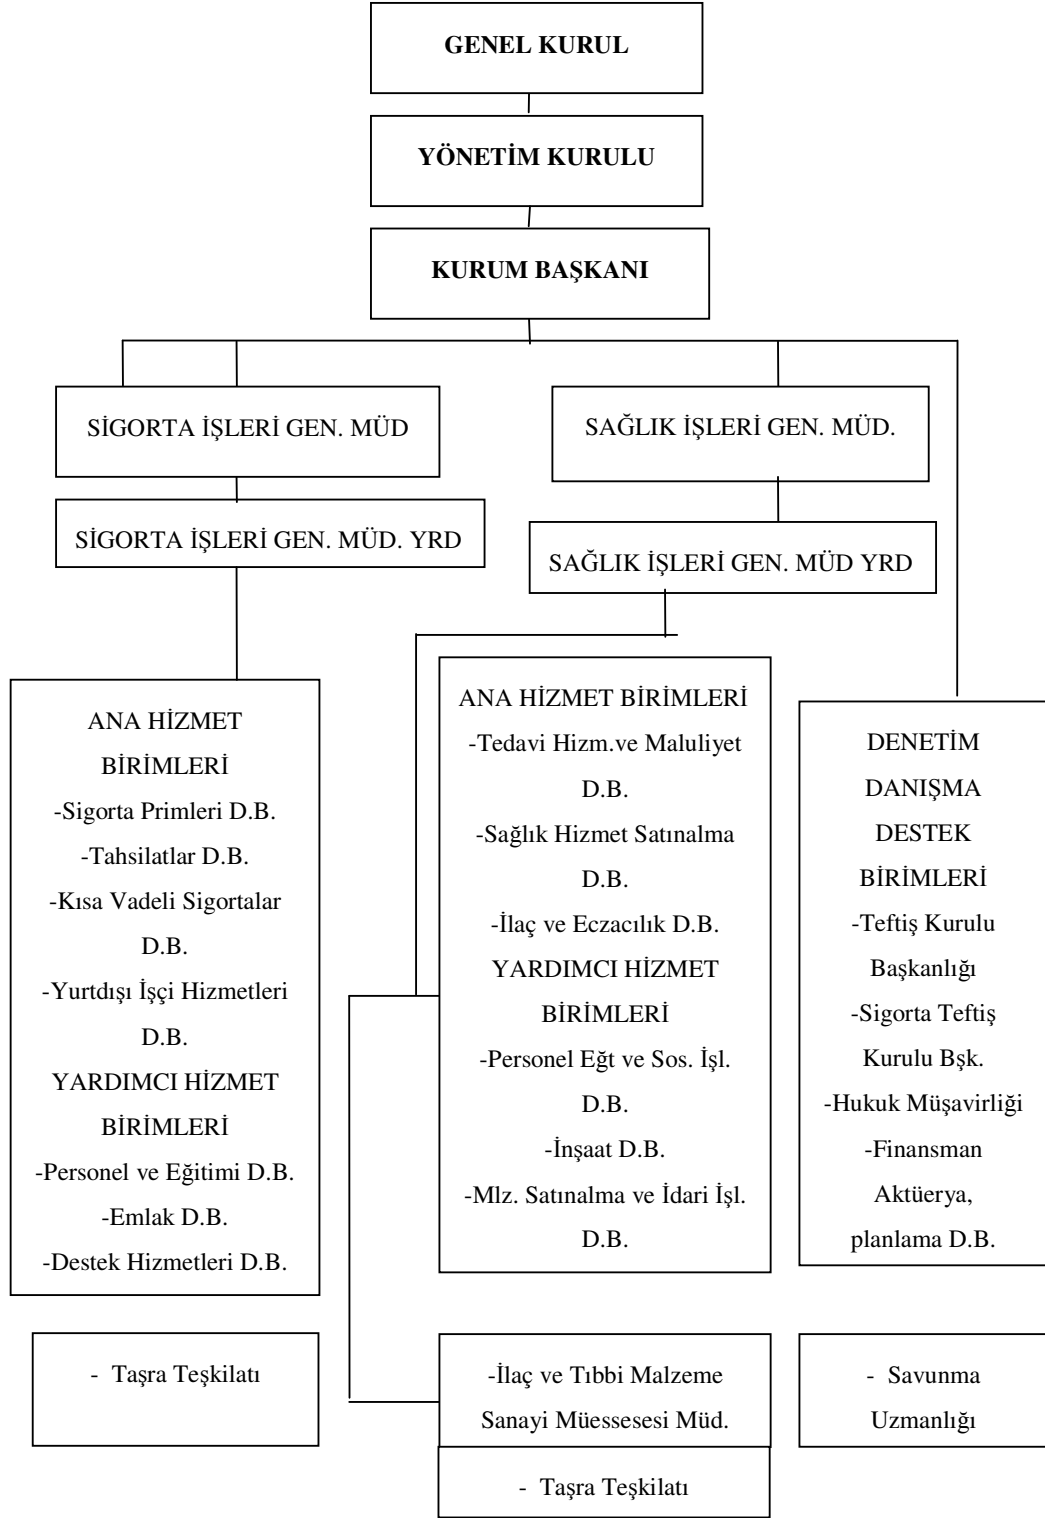 GENEL KURUL
YÖNETİM KURULU
KURUM BAŞKANI
SİGORTA İŞLERİ GEN. MÜD
SAĞLIK İŞLERİ GEN. MÜD.
SİGORTA İŞLERİ GEN. MÜD. YRD
SAĞLIK İŞLERİ GEN. MÜD YRD
ANA HİZMET
BİRİMLERİ
-Sigorta Primleri D.B.
-Tahsilatlar D.B.
-Kısa Vadeli Sigortalar
D.B.
-Yurtdışı İşçi Hizmetleri
D.B.
YARDIMCI HİZMET
BİRİMLERİ
-Personel ve Eğitimi D.B.
-Emlak D.B.
-Destek Hizmetleri D.B.
ANA HİZMET BİRİMLERİ
-Tedavi Hizm.ve Maluliyet
D.B.
-Sağlık Hizmet Satınalma
D.B.
-İlaç ve Eczacılık D.B.
YARDIMCI HİZMET
BİRİMLERİ
-Personel Eğt ve Sos. İşl.
D.B.
-İnşaat D.B.
-Mlz. Satınalma ve İdari İşl.
D.B.
DENETİM
DANIŞMA
DESTEK
BİRİMLERİ
-Teftiş Kurulu
Başkanlığı
-Sigorta Teftiş
Kurulu Bşk.
-Hukuk Müşavirliği
-Finansman
Aktüerya,
planlama D.B.
- Taşra Teşkilatı
-İlaç ve Tıbbi Malzeme
Sanayi Müessesesi Müd.
- Taşra Teşkilatı
- Savunma
Uzmanlığı